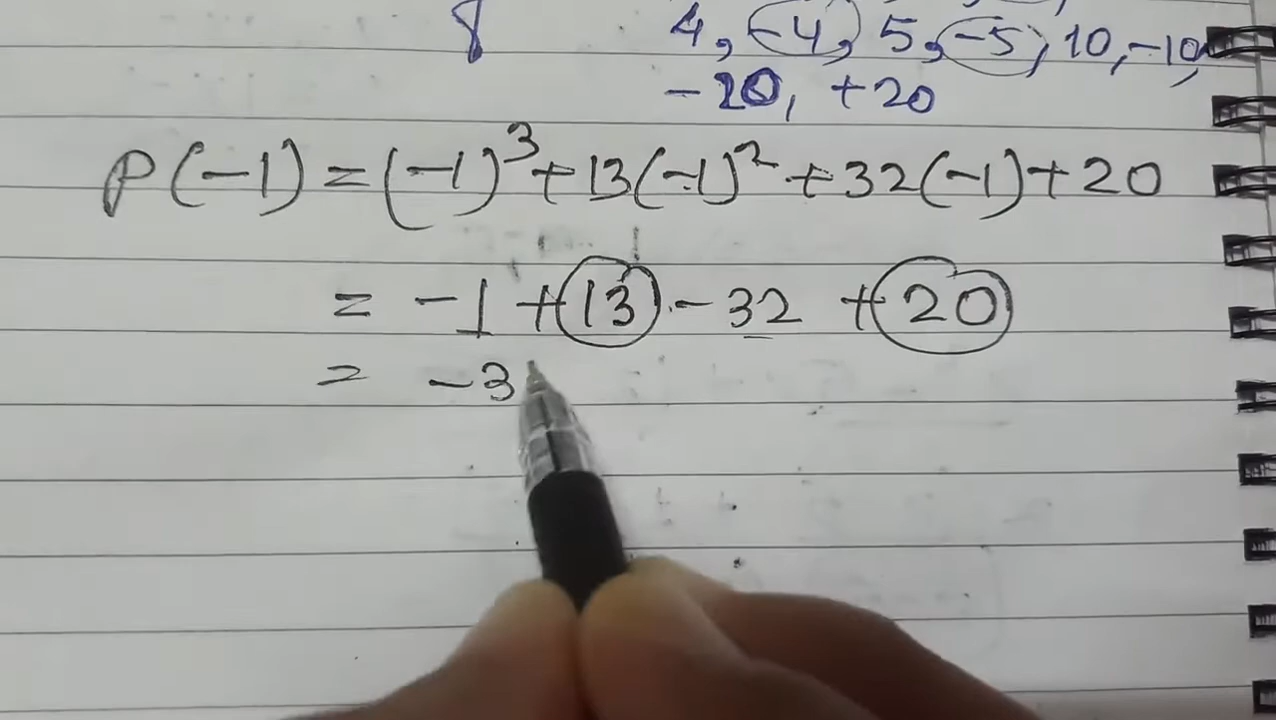 4, -4, 5, -5, 10, -10,
-20, +20
P(-1) = (-1)³ + 13(-1)² + 32(-1) + 20
= -1 + 13 - 32 + 20
= -3